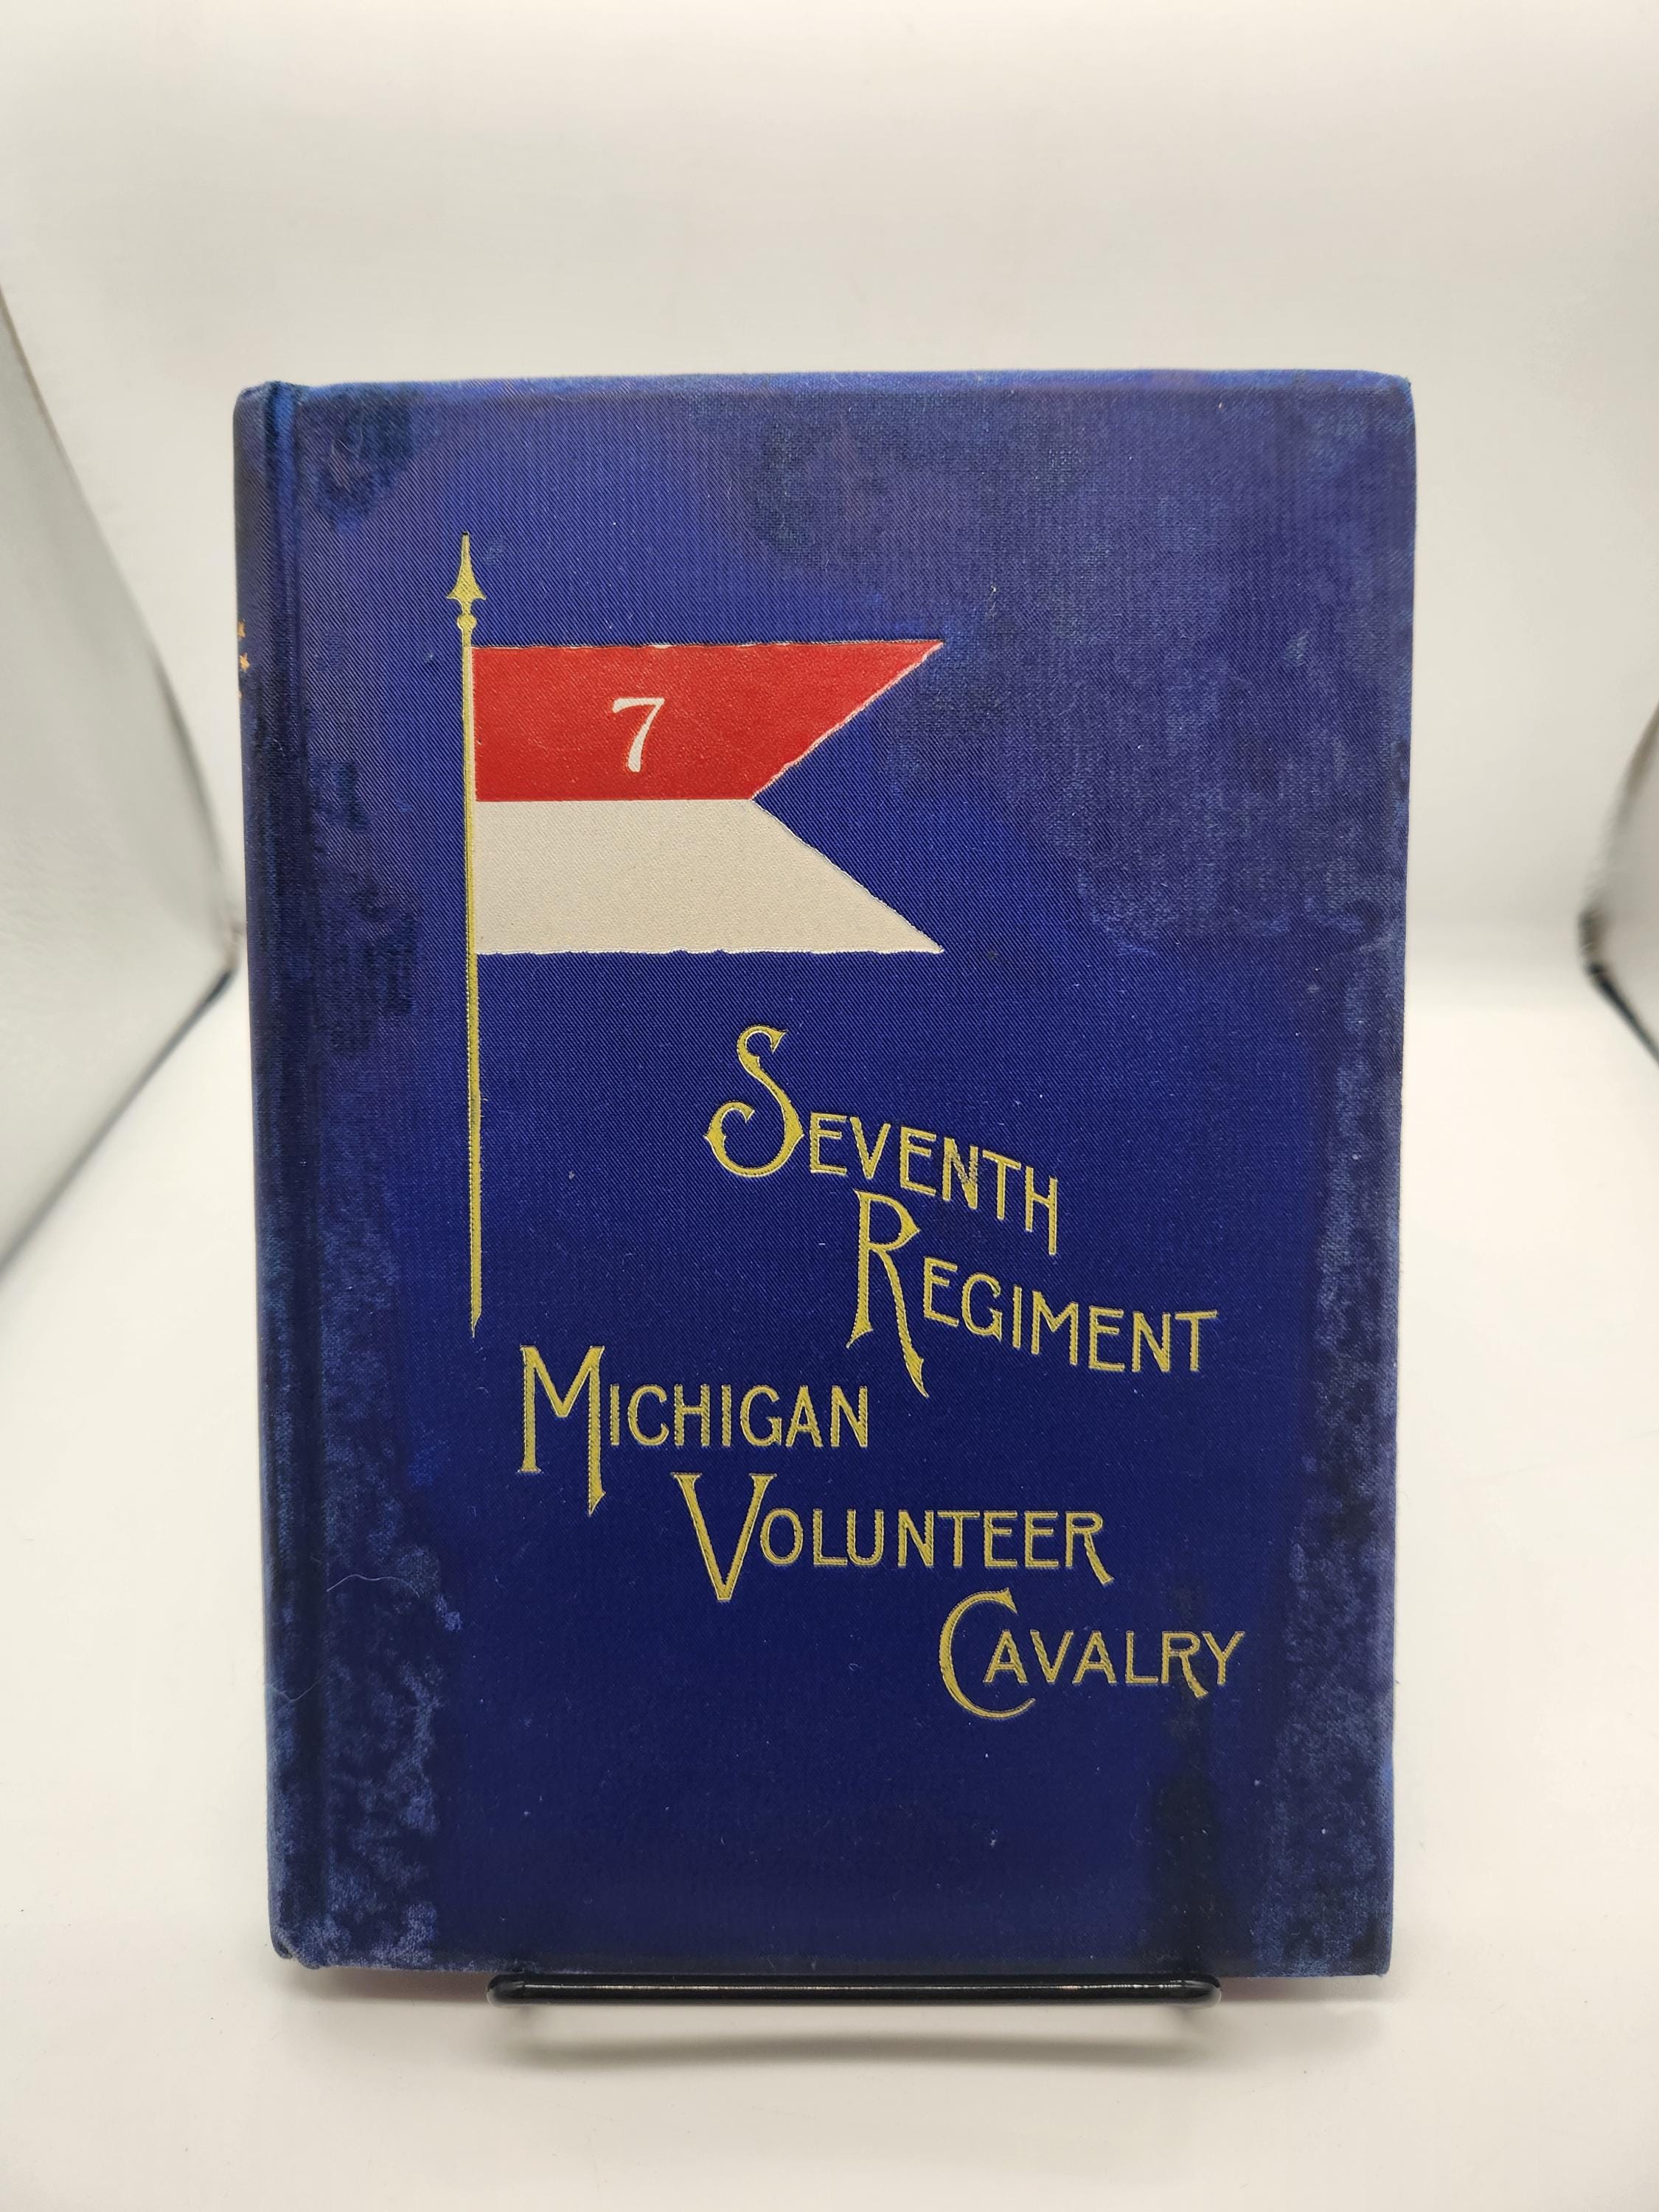 7
SEVENTH
REGIMENT
MICHIGAN
VOLUNTEER
CAVALRY